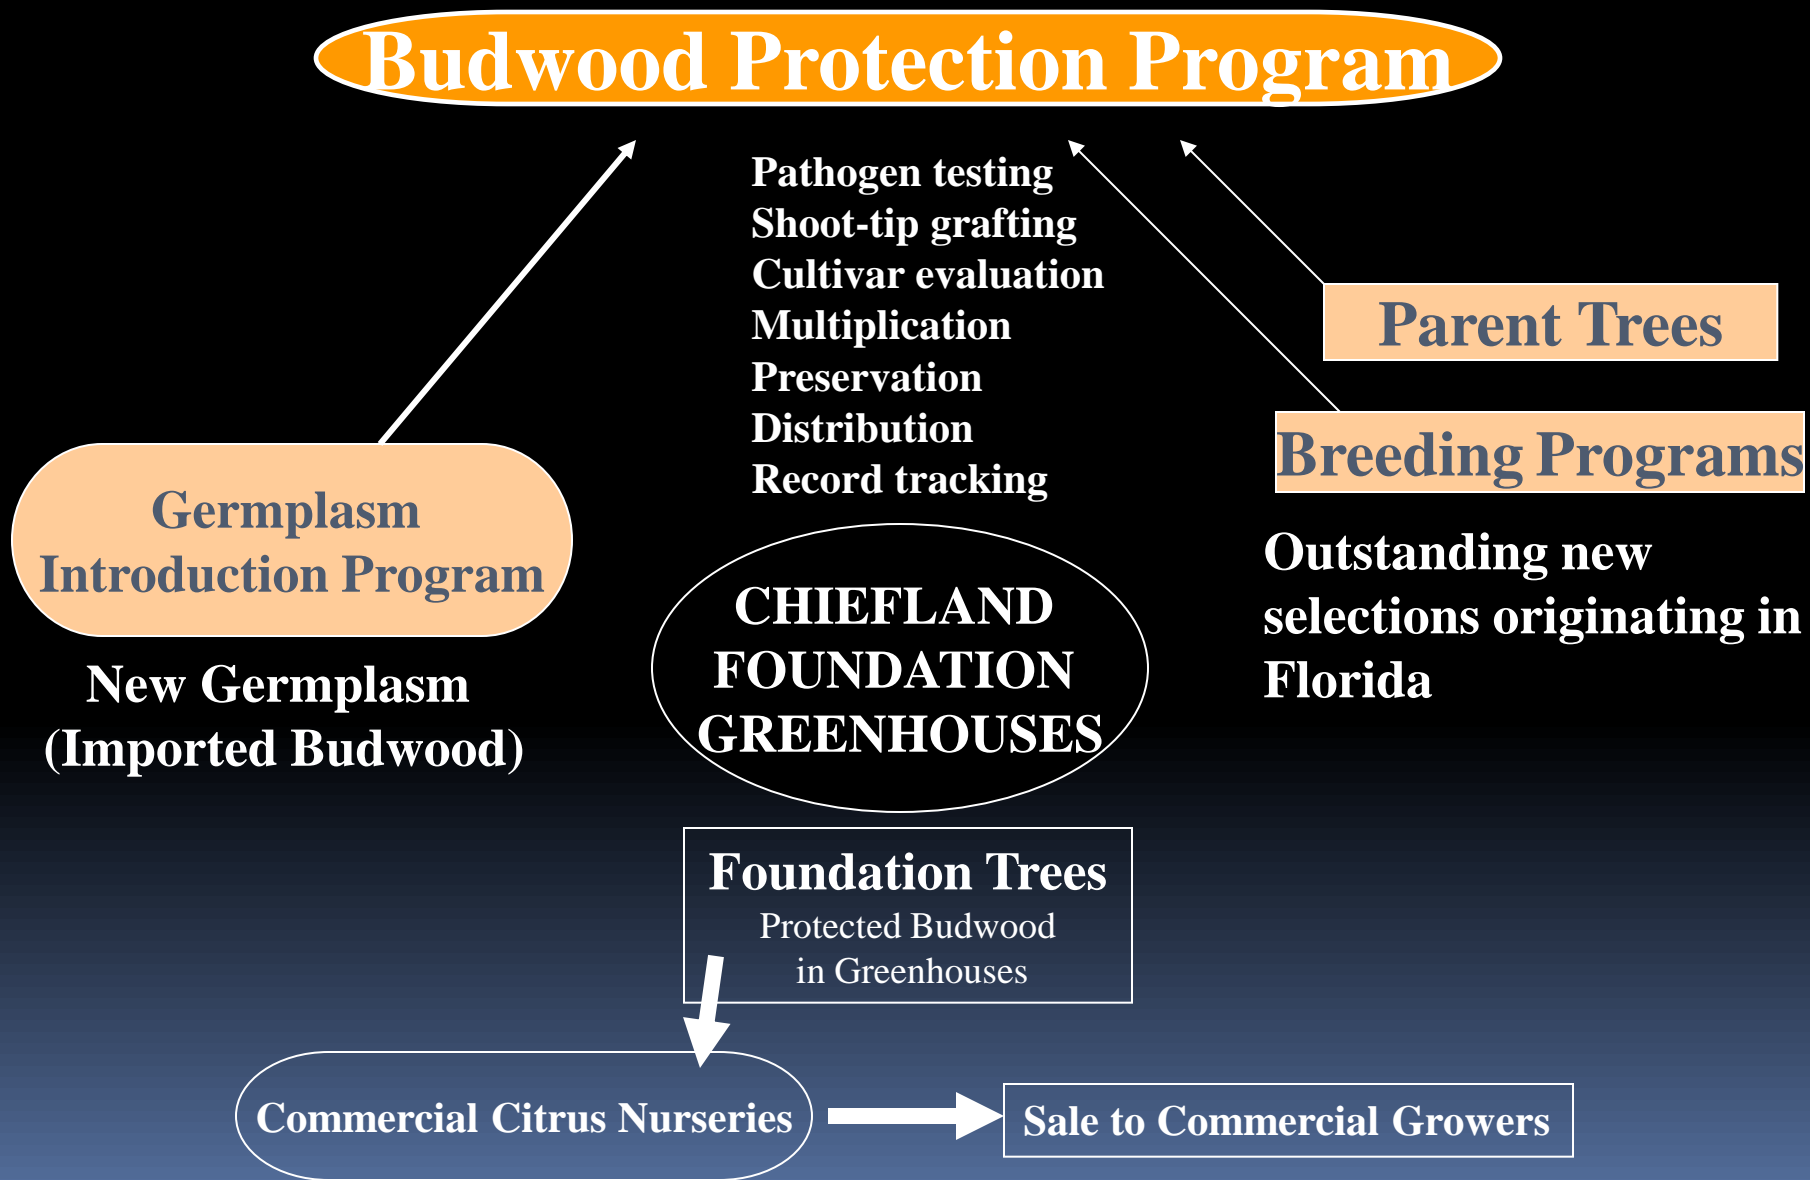 Budwood Protection Program
Pathogen testing
Shoot-tip grafting
Cultivar evaluation
Multiplication
Preservation
Distribution
Record tracking
Parent Trees
Breeding Programs
Outstanding new
selections originating in
Florida
Germplasm
Introduction Program
New Germplasm
(Imported Budwood)
CHIEFLAND
FOUNDATION
GREENHOUSES
Foundation Trees
Protected Budwood
in Greenhouses
Commercial Citrus Nurseries
Sale to Commercial Growers